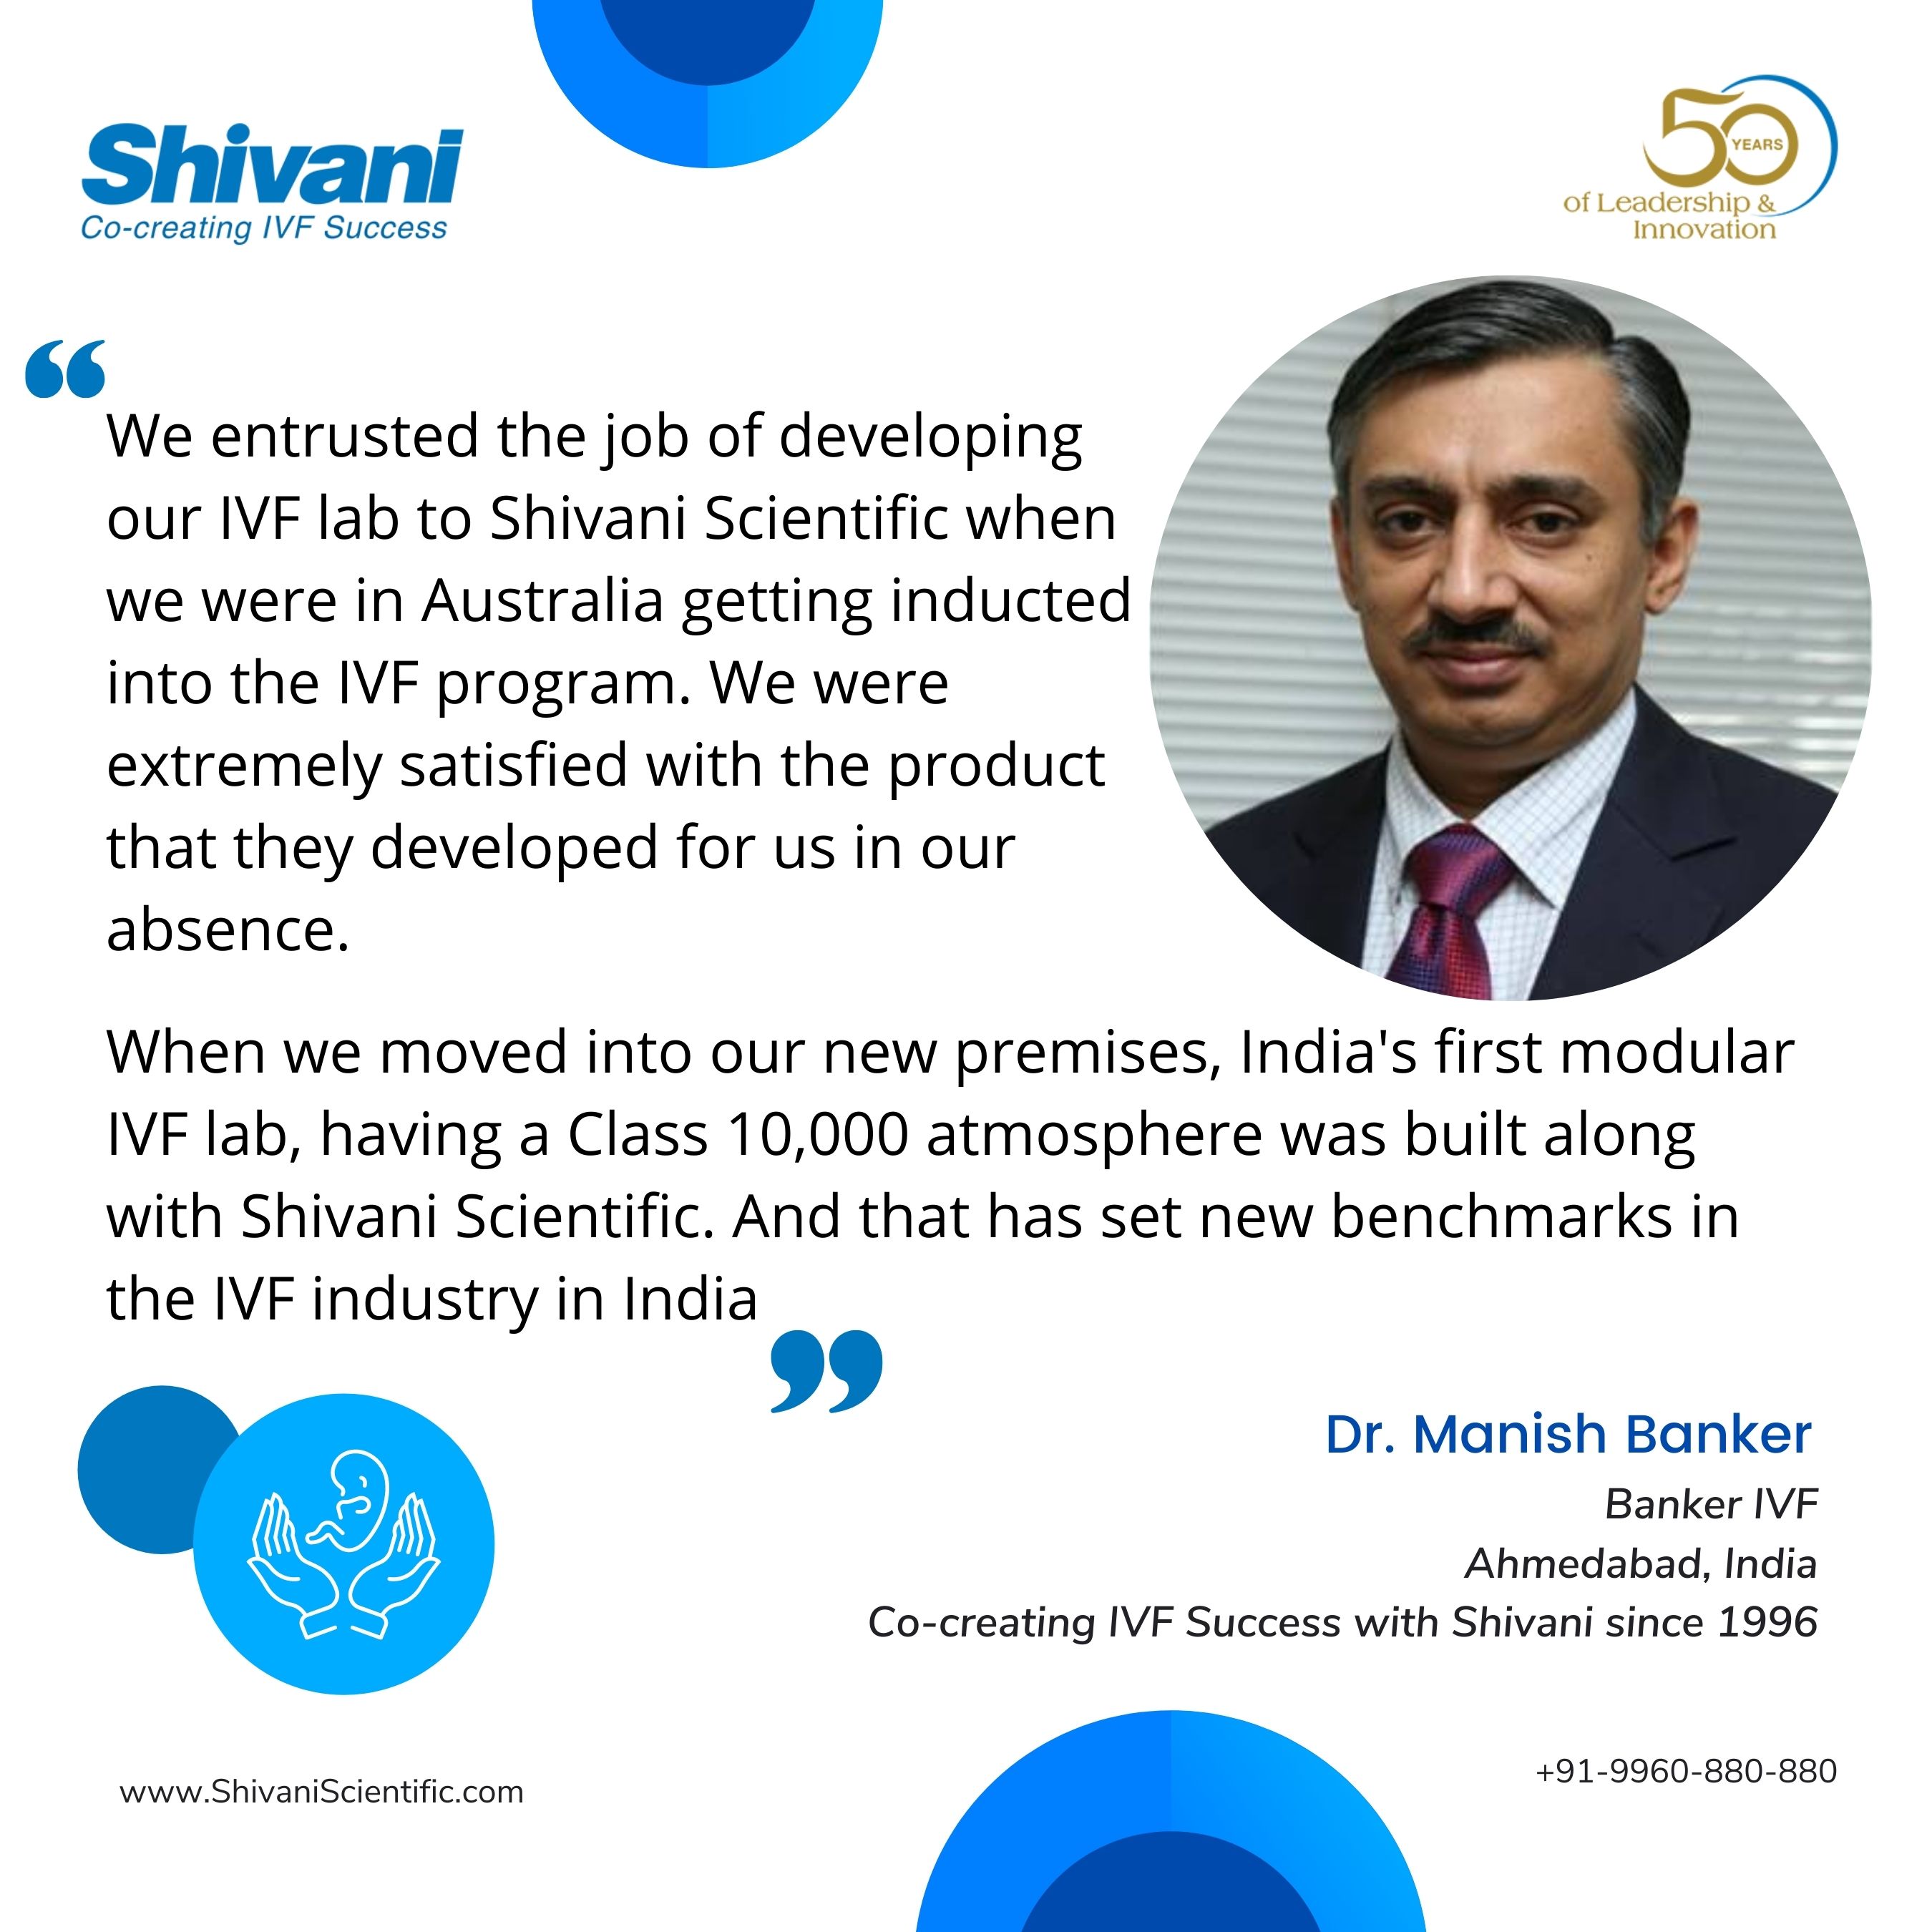 Shivani
Co-creating IVF Success
50
YEARS
of Leadership &
Innovation
“
We entrusted the job of developing
our IVF lab to Shivani Scientific when
we were in Australia getting inducted
into the IVF program. We were
extremely satisfied with the product
that they developed for us in our
absence.
When we moved into our new premises, India's first modular
IVF lab, having a Class 10,000 atmosphere was built along
with Shivani Scientific. And that has set new benchmarks in
the IVF industry in India
”
Dr. Manish Banker
Banker IVF
Ahmedabad, India
Co-creating IVF Success with Shivani since 1996
www.ShivaniScientific.com
+91-9960-880-880